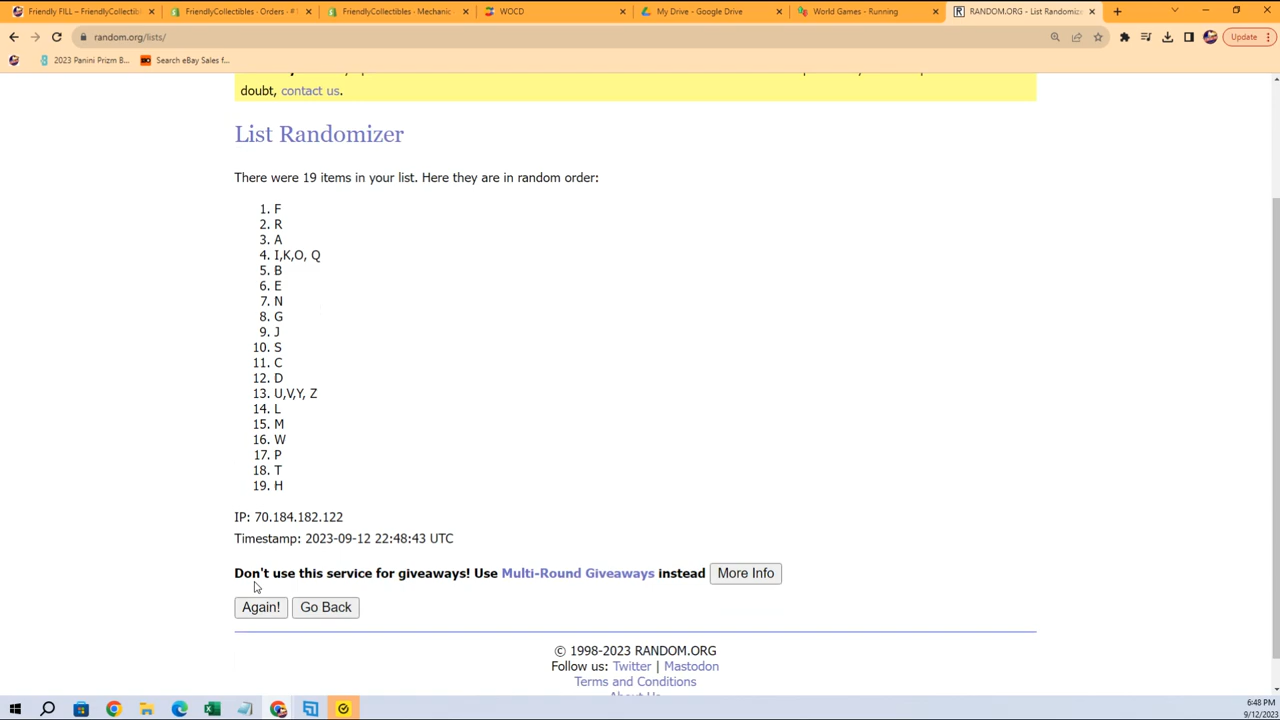 Friendly FILL – FriendlyCollectib
FriendlyCollectibles · Orders · #
FriendlyCollectibles - Mechanic
WOCD
My Drive - Google Drive
World Games - Running
RANDOM.ORG - List Randomize
random.org/lists/
Update
2023 Panini Prizm B...
Search eBay Sales f...
doubt, contact us.
List Randomizer
There were 19 items in your list. Here they are in random order:
1. F
2. R
3. A
4. I,K,O, Q
5. B
6. E
7. N
8. G
9. J
10. S
11. C
12. D
13. U,V,Y, Z
14. L
15. M
16. W
17. P
18. T
19. H
IP: 70.184.182.122
Timestamp: 2023-09-12 22:48:43 UTC
Don't use this service for giveaways! Use Multi-Round Giveaways instead More Info
Again! Go Back
© 1998-2023 RANDOM.ORG
Follow us: Twitter | Mastodon
Terms and Conditions
About Us
6:48 PM
9/12/2023